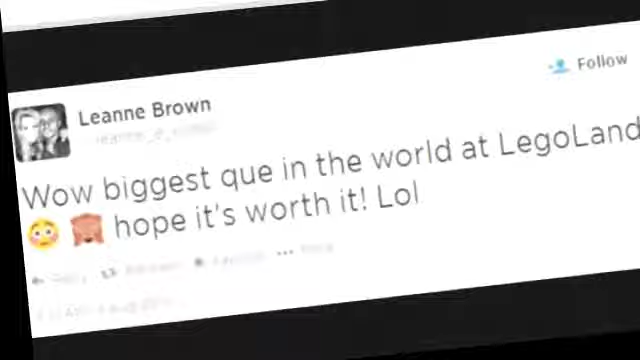 Leanne Brown
Follow
Wow biggest que in the world at LegoLand
😳 🙈 hope it's worth it! Lol